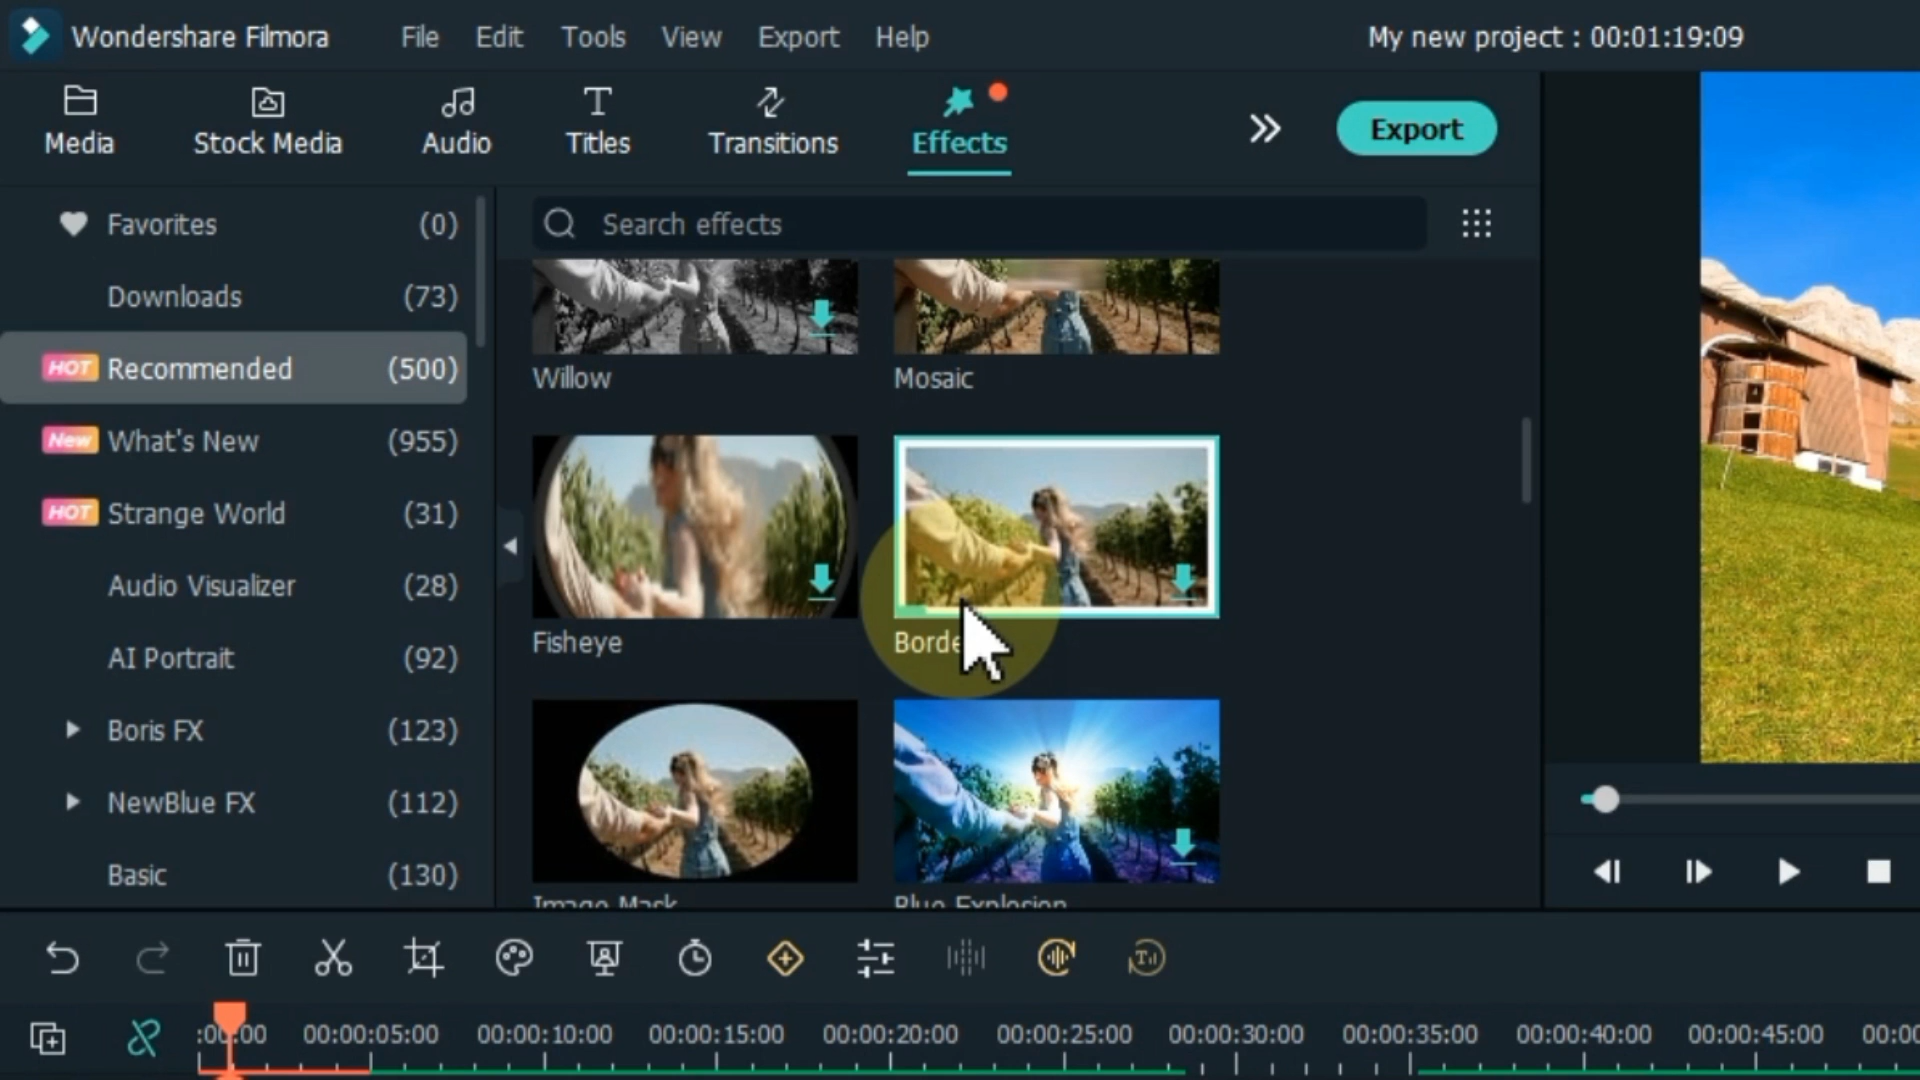 Wondershare Filmora File Edit Tools View Export Help My new project : 00:01:19:09
Media Stock Media Audio Titles Transitions Effects Export
Favorites (0)
Search effects
Downloads (73)
HOT Recommended (500)
Willow Mosaic
New What's New (955)
HOT Strange World (31)
Audio Visualizer (28)
Fisheye
AI Portrait (92)
Boris FX (123)
NewBlue FX (112)
Basic (130)
Image Mask Blue Explosion
00:00:05:00 00:00:10:00 00:00:15:00 00:00:20:00 00:00:25:00 00:00:30:00 00:00:35:00 00:00:40:00 00:00:45:00